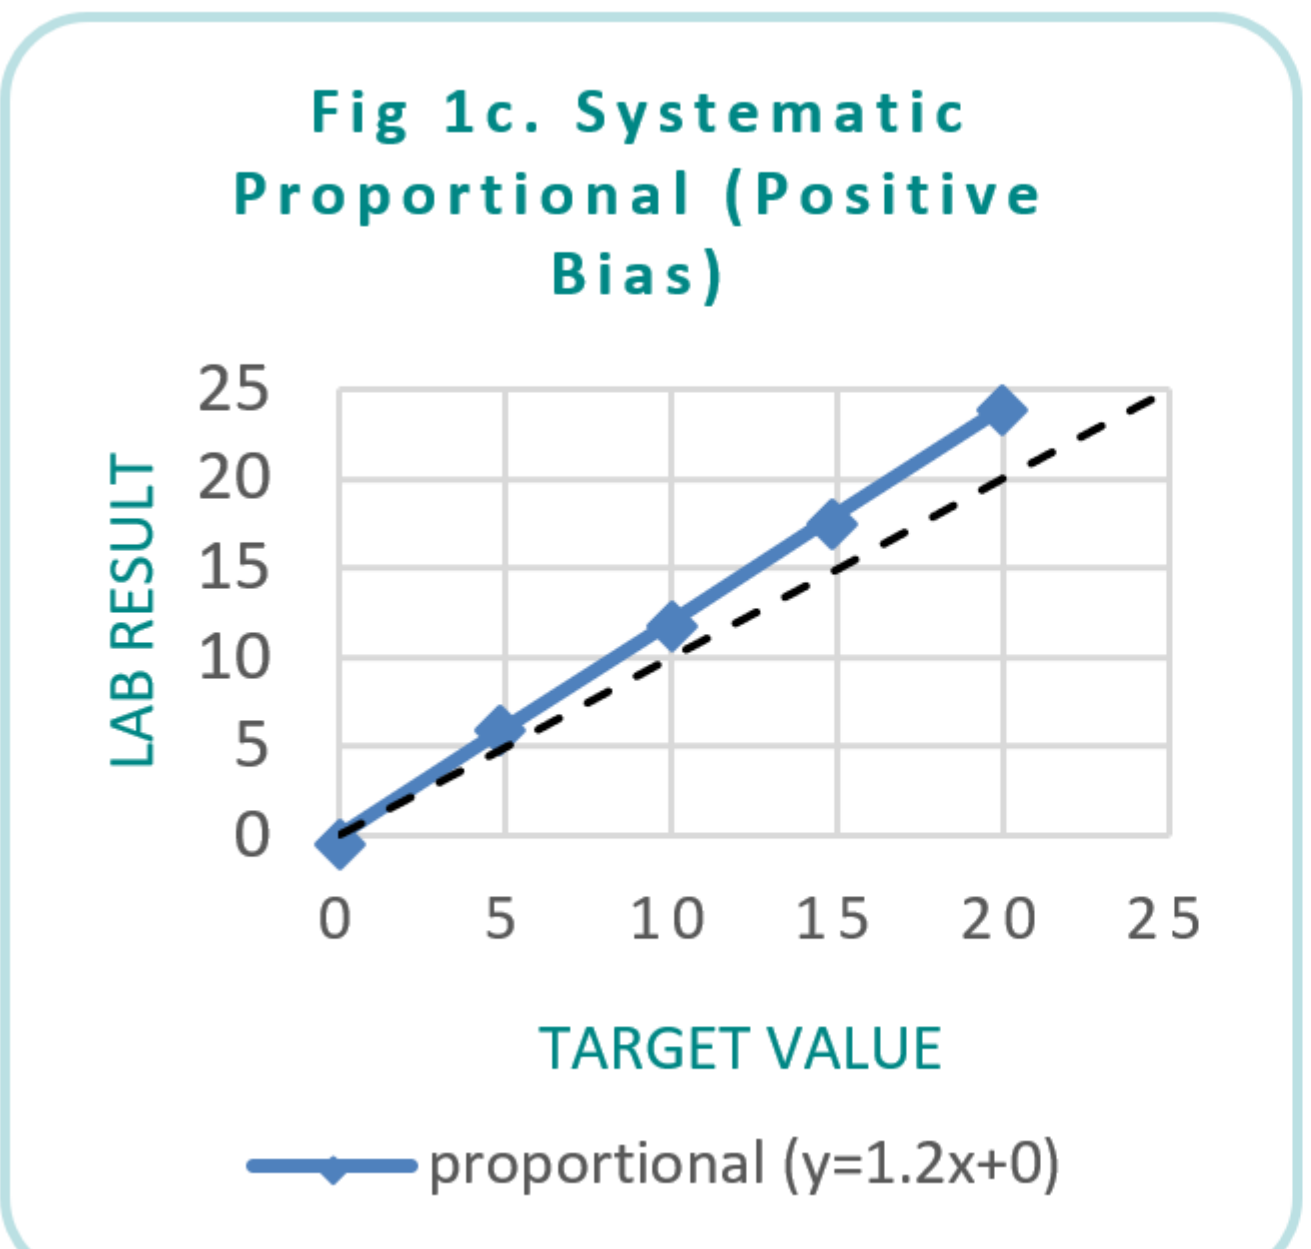 Fig 1c. Systematic
Proportional (Positive
Bias)
25
20
15
10
5
0
LAB RESULT
0 5 10 15 20 25
TARGET VALUE
proportional (y=1.2x+0)